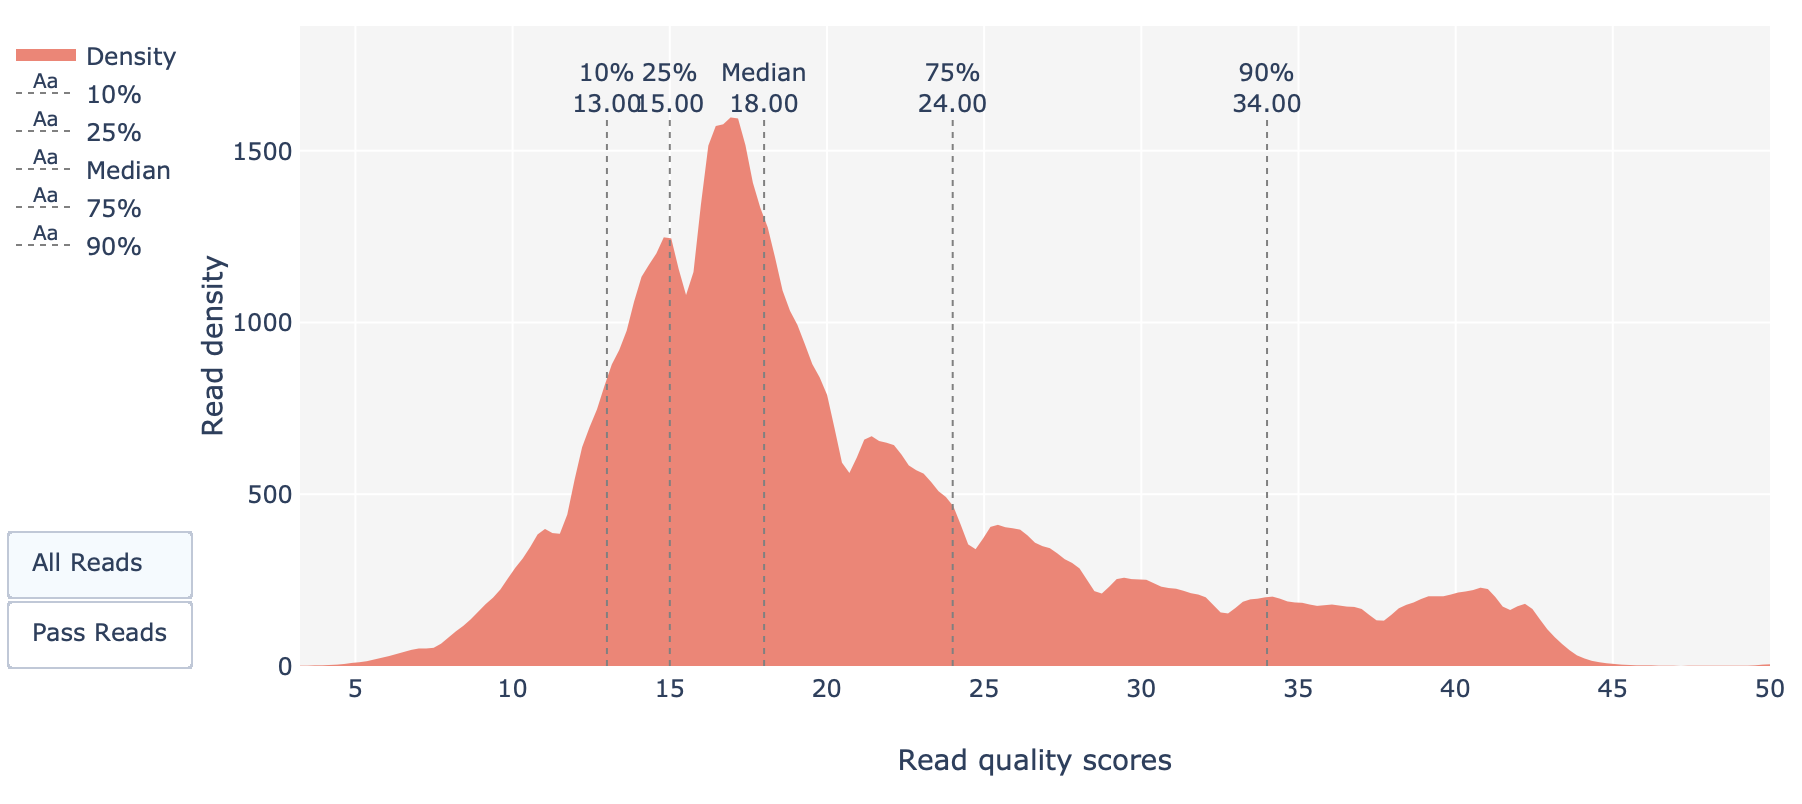 Density
Aa
10%
Aa
25%
Aa
Median
Aa
75%
Aa
90%
All Reads
Pass Reads
10% 25% Median 75% 90%
13.00 15.00 18.00 24.00 34.00
1500
1000
500
0
Read density
5 10 15 20 25 30 35 40 45 50
Read quality scores